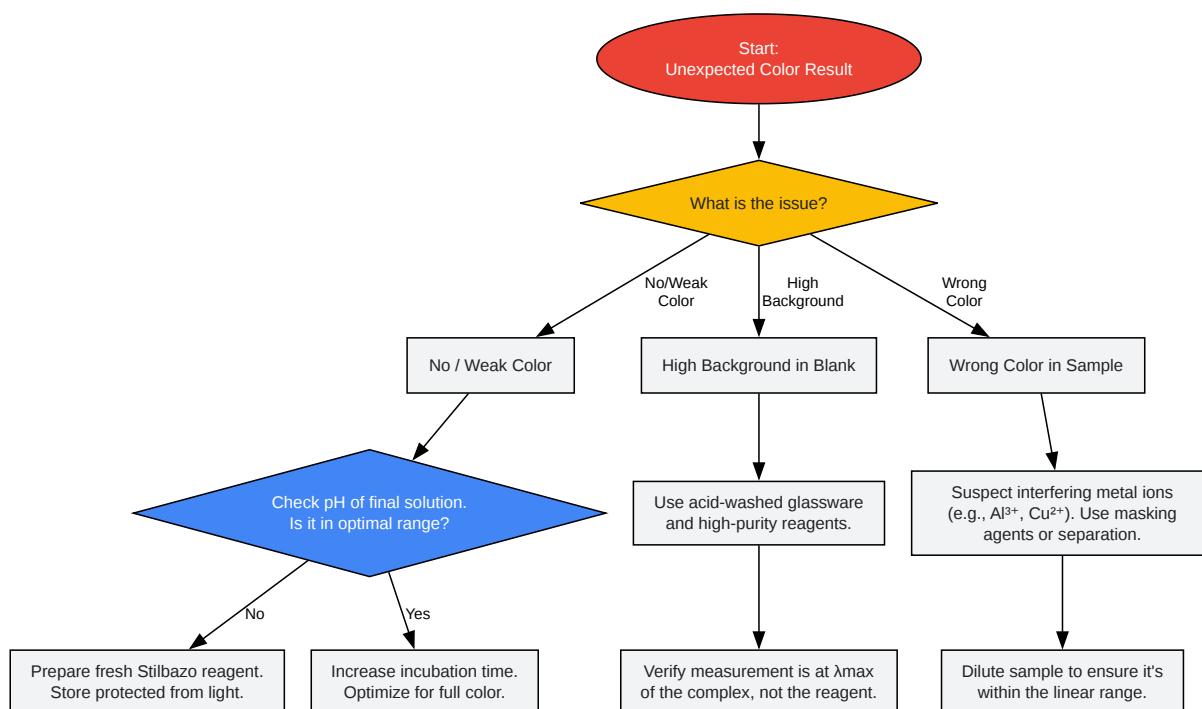 Start:
Unexpected Color Result
What is the issue?
No/Weak
Color
High
Background
Wrong
Color
No / Weak Color
High Background in Blank
Wrong Color in Sample
Check pH of final solution.
Is it in optimal range?
Use acid-washed glassware
and high-purity reagents.
Suspect interfering metal ions
(e.g., Al³⁺, Cu²⁺). Use masking
agents or separation.
No
Yes
Prepare fresh Stilbazo reagent.
Store protected from light.
Increase incubation time.
Optimize for full color.
Verify measurement is at λmax
of the complex, not the reagent.
Dilute sample to ensure it's
within the linear range.